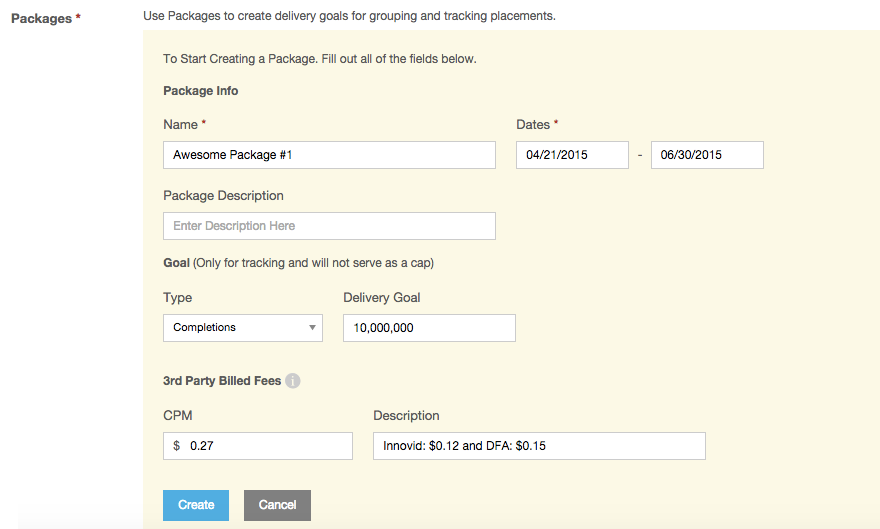 Packages *
Use Packages to create delivery goals for grouping and tracking placements.
To Start Creating a Package. Fill out all of the fields below.
Package Info
Name * Dates *
Awesome Package #1 04/21/2015 - 06/30/2015
Package Description
Enter Description Here
Goal (Only for tracking and will not serve as a cap)
Type Delivery Goal
Completions 10,000,000
3rd Party Billed Fees i
CPM Description
$ 0.27 Innovid: $0.12 and DFA: $0.15
Create Cancel